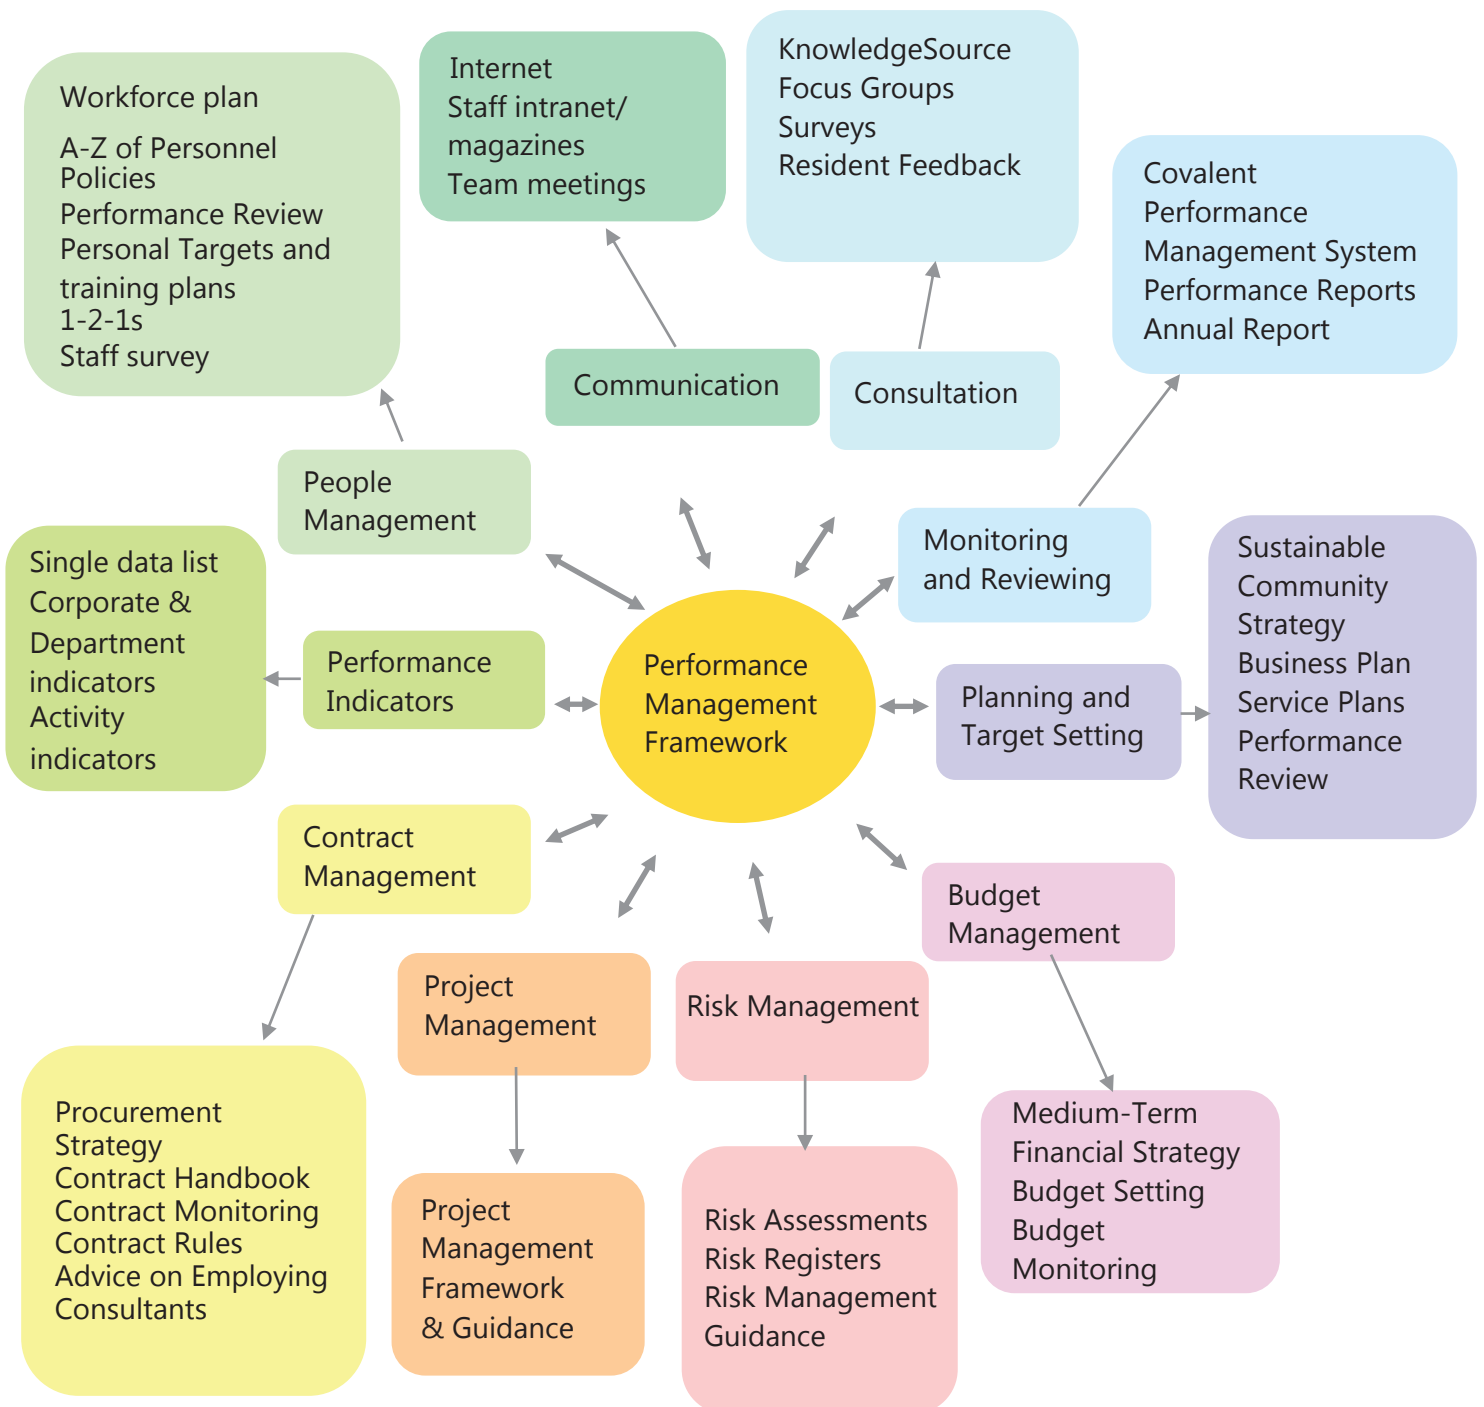 Workforce plan
A-Z of Personnel
Policies
Performance Review
Personal Targets and
training plans
1-2-1s
Staff survey
Internet
Staff intranet/
magazines
Team meetings
KnowledgeSource
Focus Groups
Surveys
Resident Feedback
Covalent
Performance
Management System
Performance Reports
Annual Report
Communication
Consultation
People
Management
Monitoring
and Reviewing
Single data list
Corporate &
Department
indicators
Activity
indicators
Performance
Indicators
Performance
Management
Framework
Planning and
Target Setting
Sustainable
Community
Strategy
Business Plan
Service Plans
Performance
Review
Contract
Management
Budget
Management
Project
Management
Risk Management
Procurement
Strategy
Contract Handbook
Contract Monitoring
Contract Rules
Advice on Employing
Consultants
Project
Management
Framework
& Guidance
Risk Assessments
Risk Registers
Risk Management
Guidance
Medium-Term
Financial Strategy
Budget Setting
Budget
Monitoring